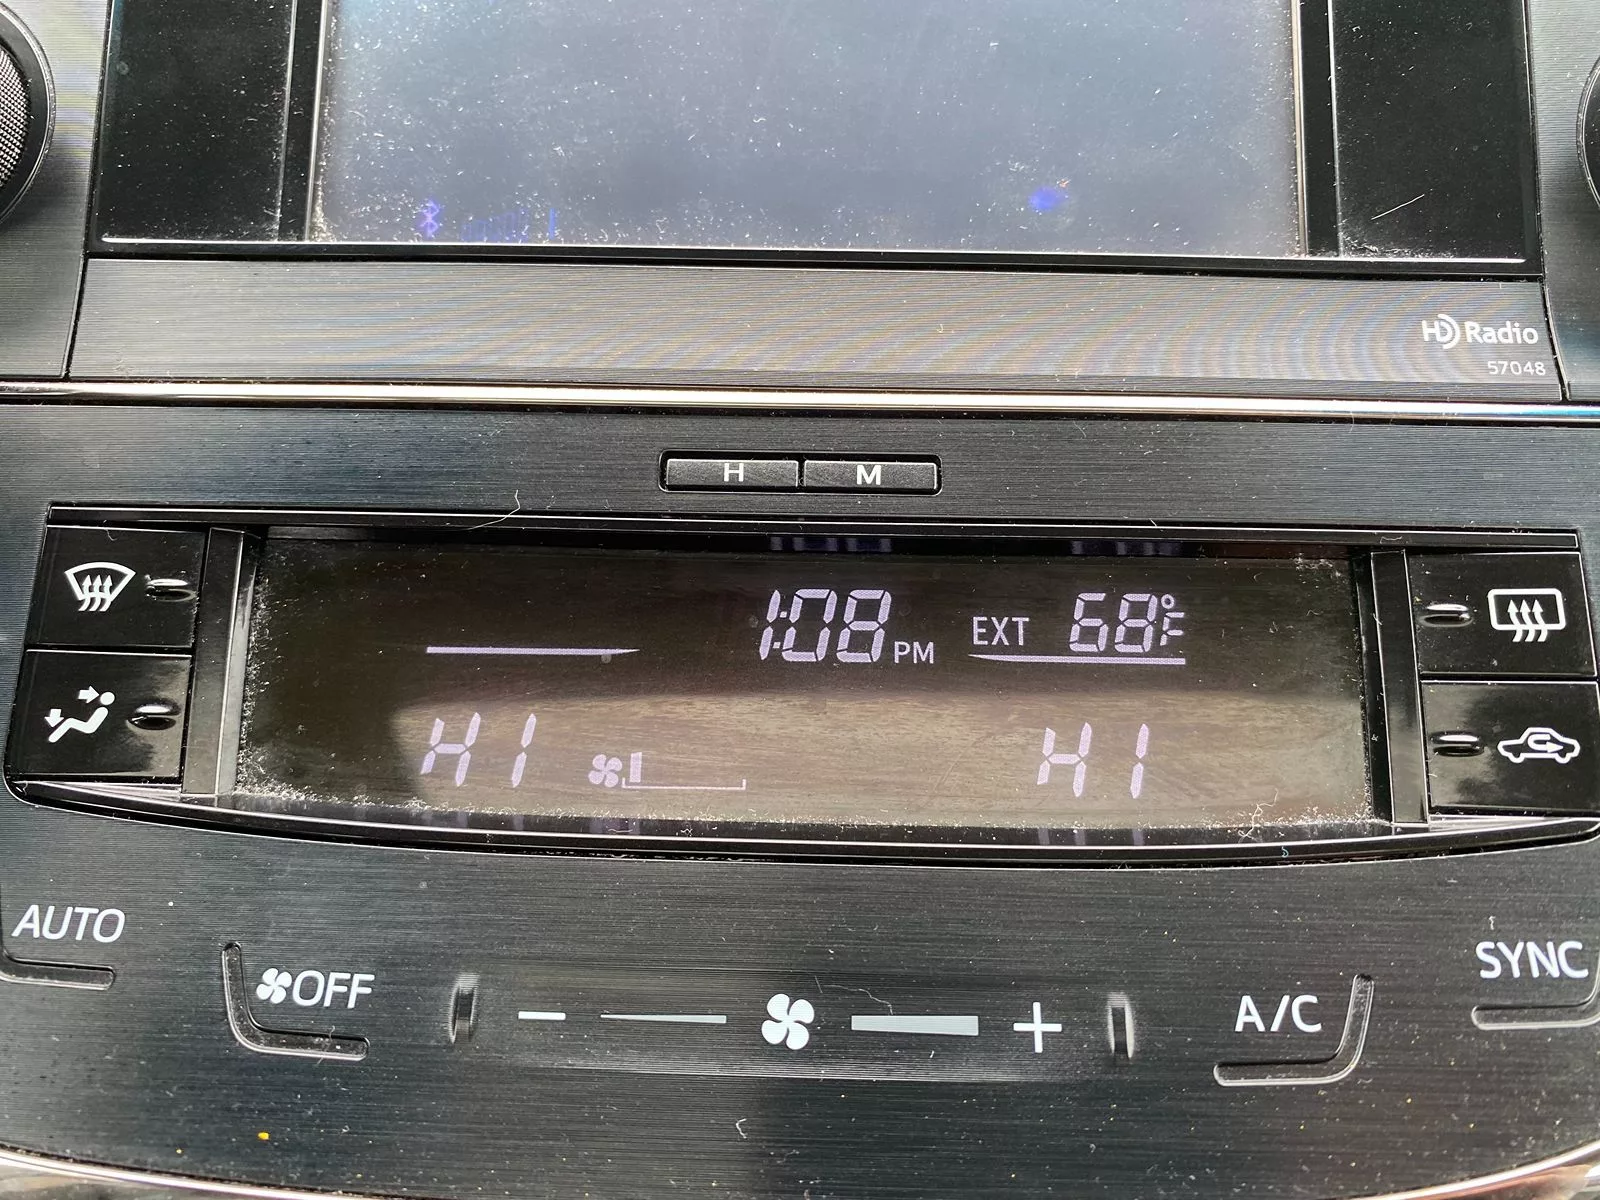 HD Radio
57048
H M
1:08 PM EXT 68°F
HI HI
AUTO
OFF
- +
A/C
SYNC